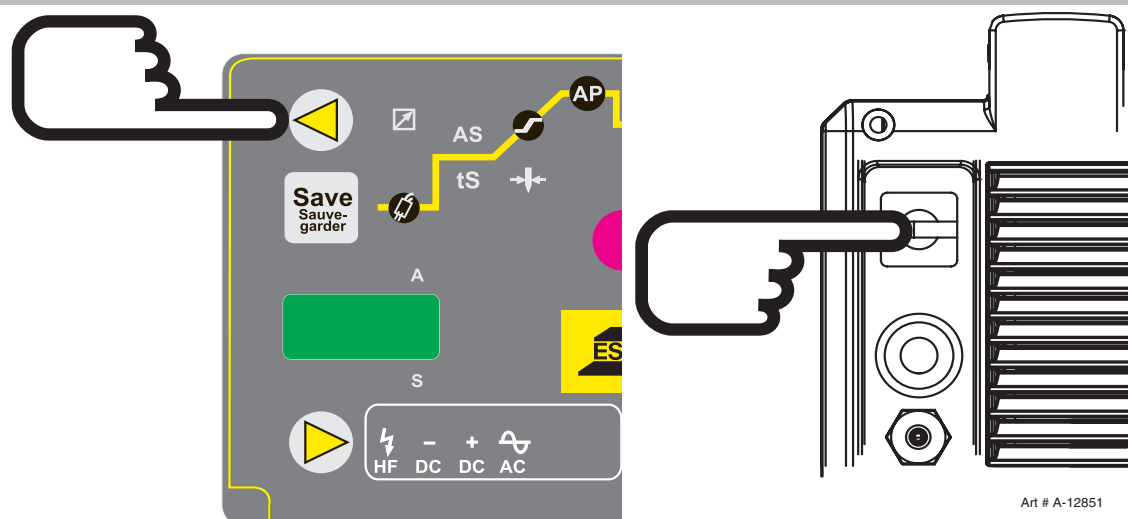 AP
AS
tS
Save
Sauve-
garder
A
ES
S
HF
DC
DC
AC
Art # A-12851